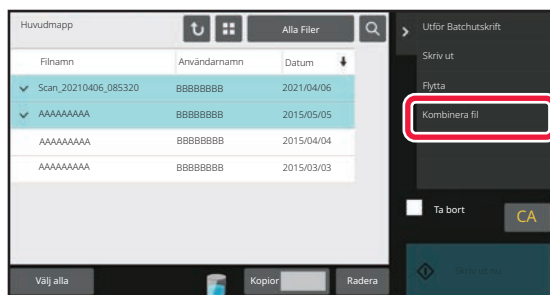 Huvudmapp
Alla Filer
Filnamn Användarnamn Datum
Scan_20210406_085320 BBBBBBBB 2021/04/06
AAAAAAAAA BBBBBBBB 2015/05/05
AAAAAAAAA BBBBBBBB 2015/04/04
AAAAAAAAA BBBBBBBB 2015/03/03
Välj alla
Kopior
Radera
Utför Batchutskrift
Skriv ut
Flytta
Kombinera fil
Ta bort
CA